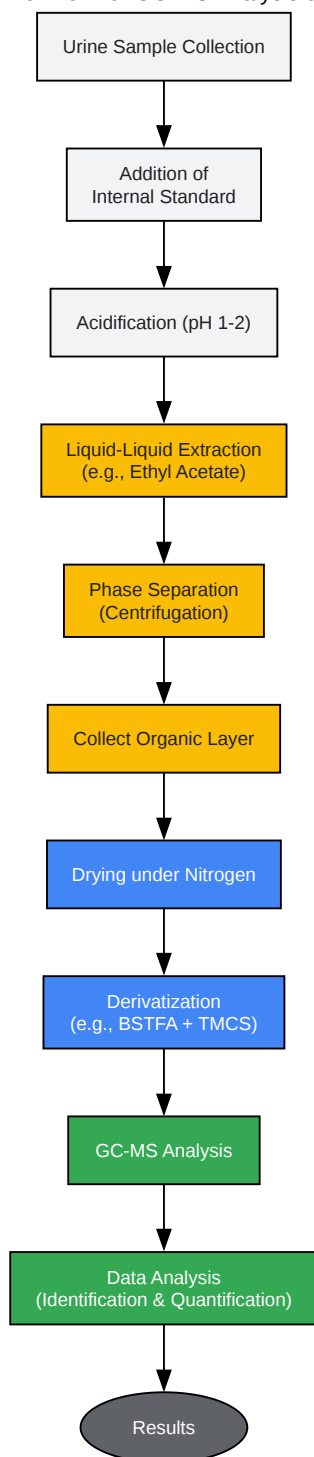 Urine Sample Collection
Addition of
Internal Standard
Acidification (pH 1-2)
Liquid-Liquid Extraction
(e.g., Ethyl Acetate)
Phase Separation
(Centrifugation)
Collect Organic Layer
Drying under Nitrogen
Derivatization
(e.g., BSTFA + TMCS)
GC-MS Analysis
Data Analysis
(Identification & Quantification)
Results